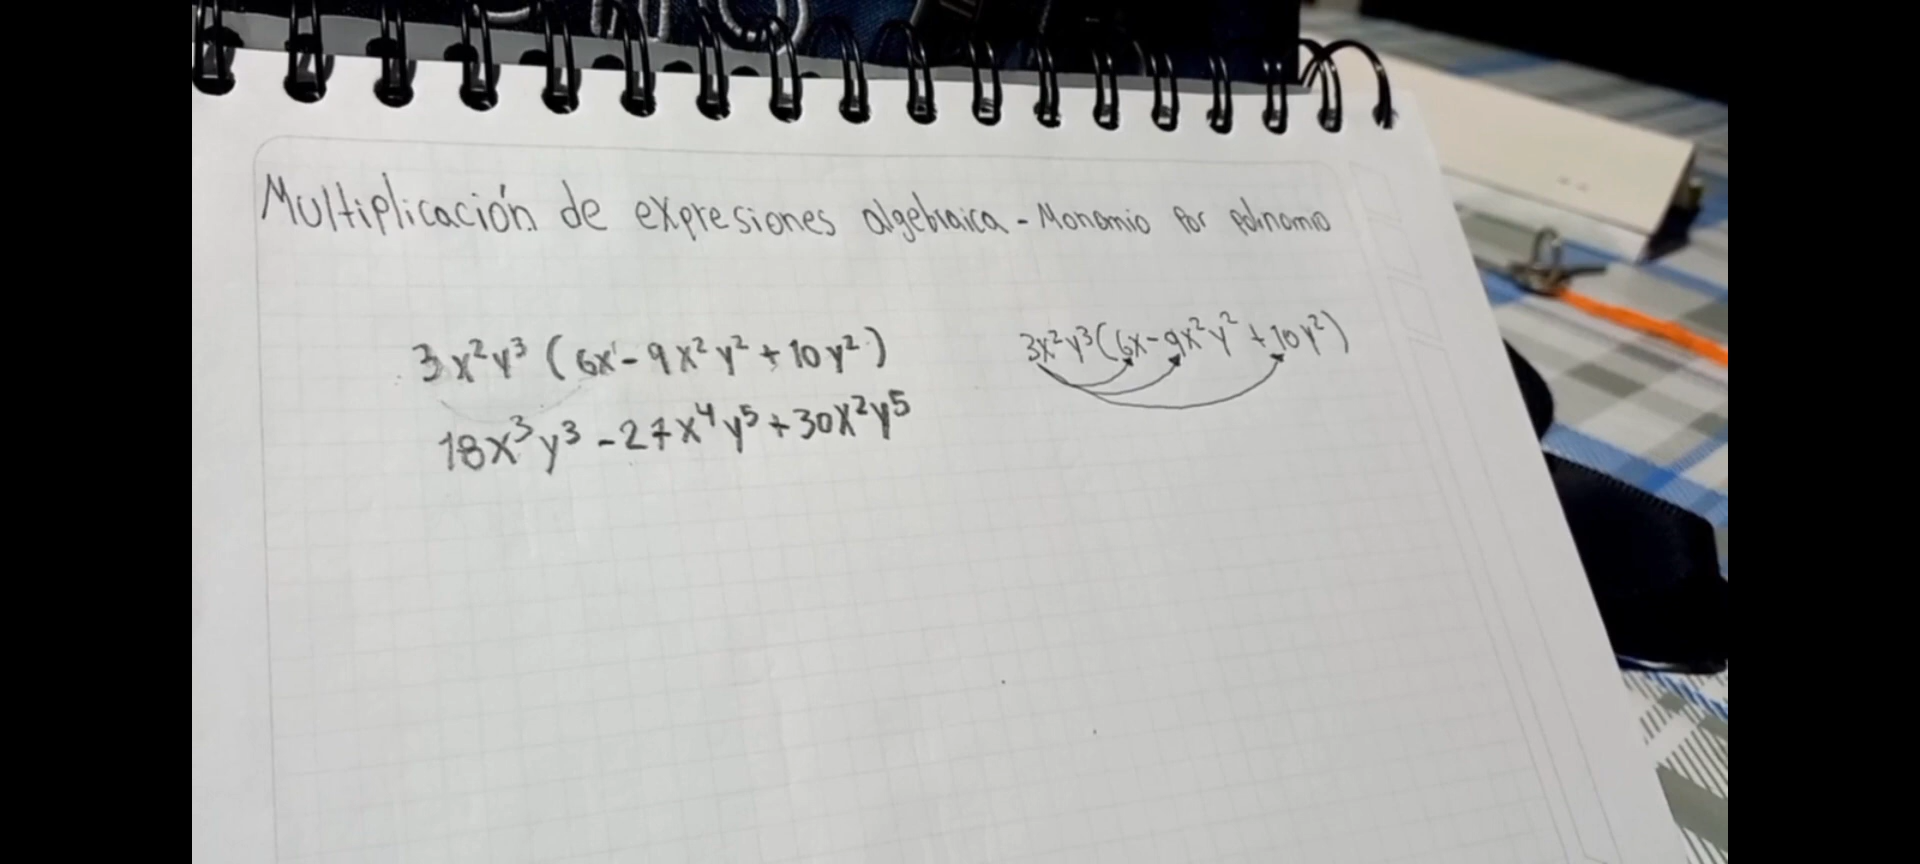 Multiplicación de expresiones algebraica - Monomio por polinomio
3x²y³ (6x¹ - 9x²y² + 10y²)
18x³y³ - 27x⁴y⁵ + 30x²y⁵
3x²y³(6x - 9x²y² + 10y²)